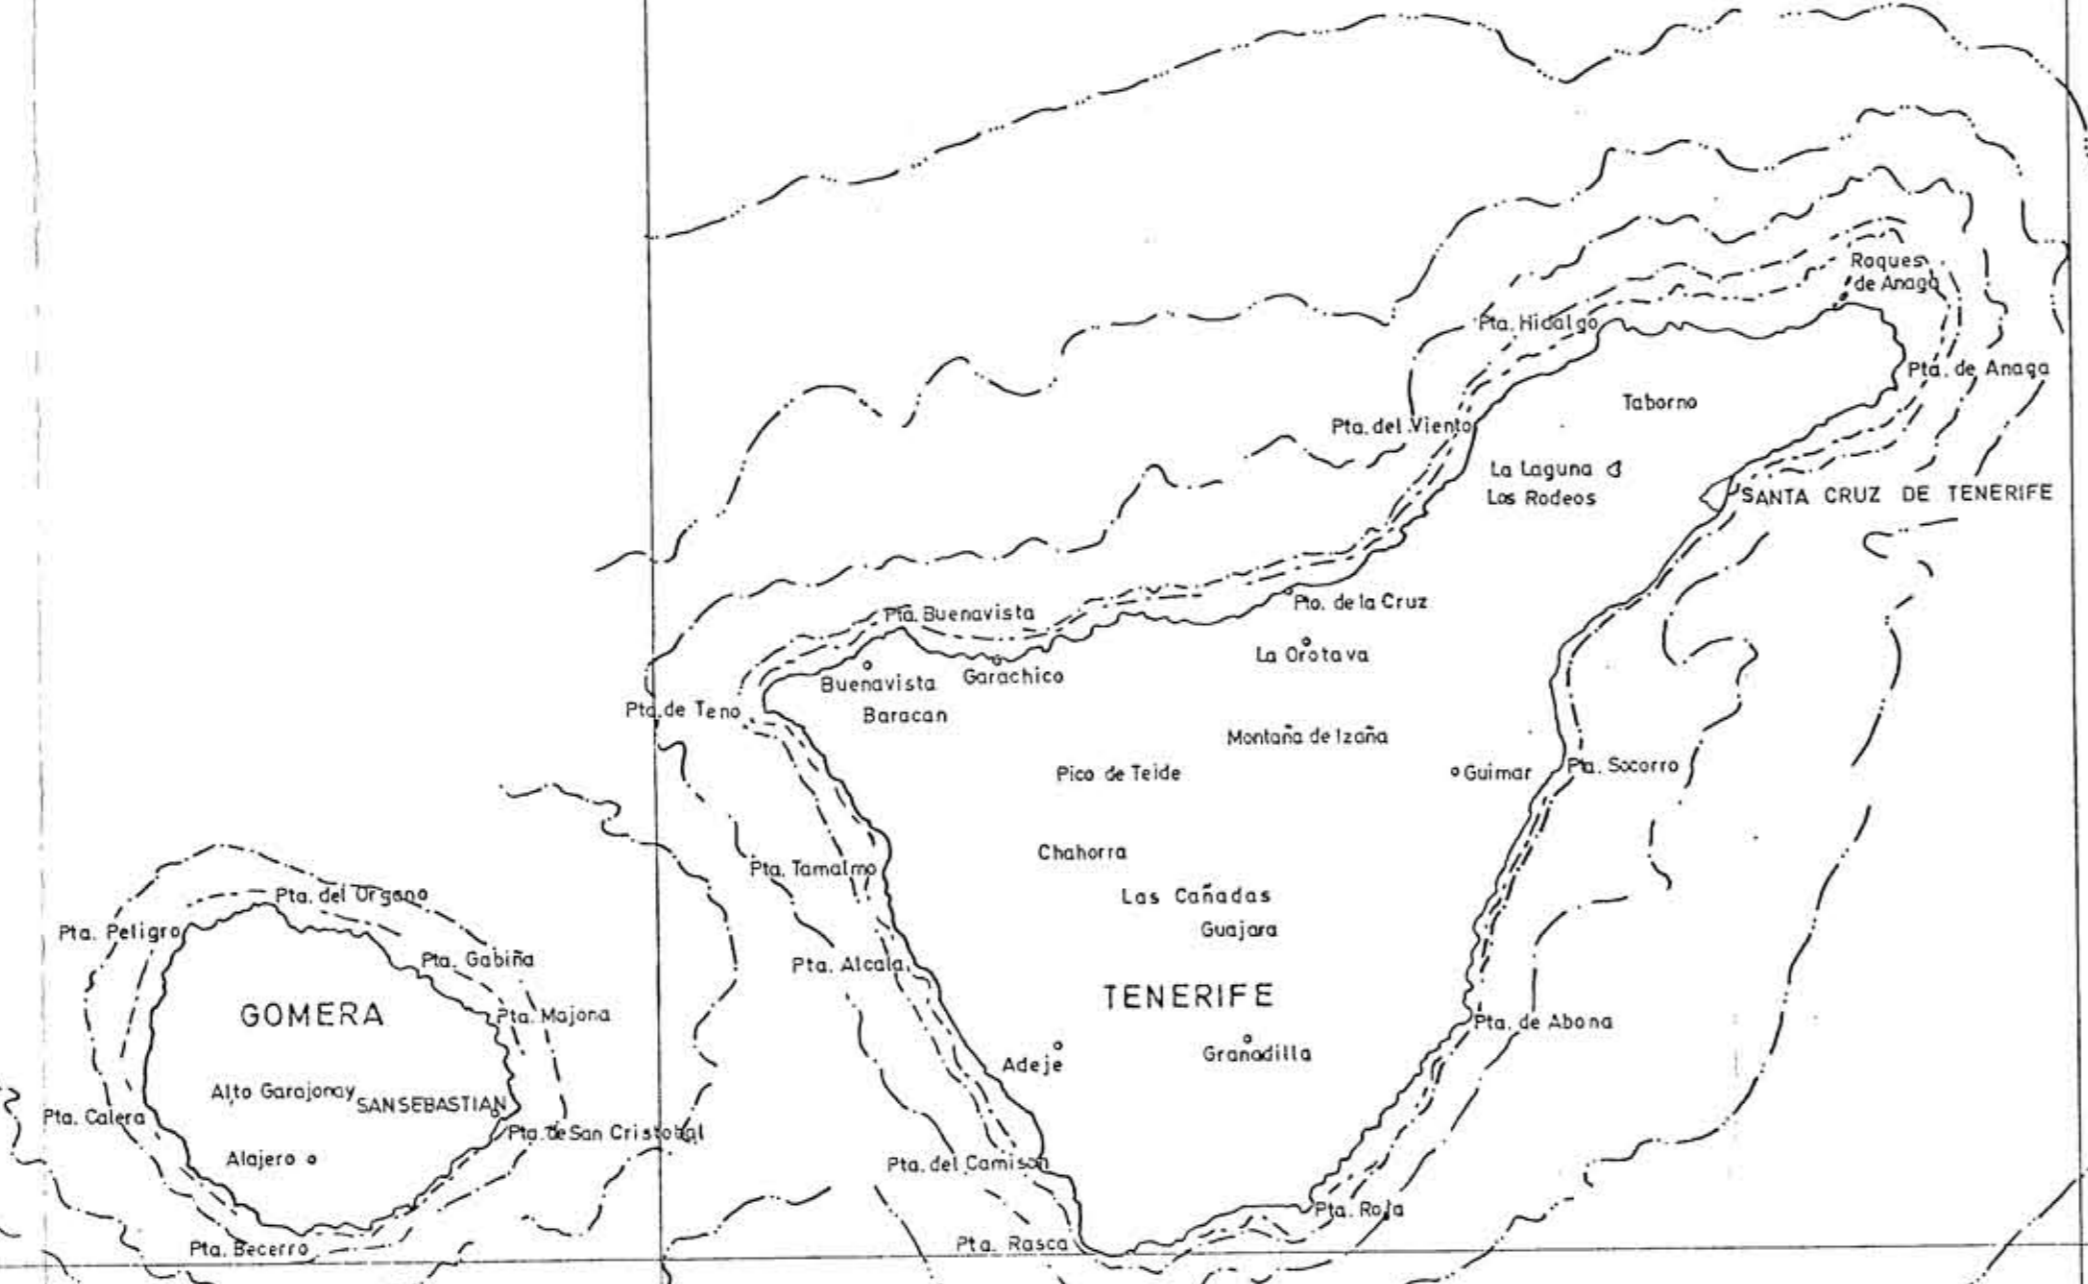 Roques
de Anaga
Pta. Hidalgo
Pta. de Anaga
Taborno
Pta. del Viento
La Laguna
Los Rodeos
SANTA CRUZ DE TENERIFE
Pto. de la Cruz
Pta. Buenavista
La Orotava
Garachico
Buenavista
Pta. de Teno
Baracan
Montaña de Izaña
Pico de Teide
Guimar
Pta. Socorro
Chahorra
Pta. Tamalmo
Las Cañadas
Guajara
Pta. del Organo
Pta. Peligro
Pta. Gabiña
Pta. Alcala
TENERIFE
GOMERA
Pta. Majona
Pta. de Abona
Adeje
Granadilla
Alto Garajonay
SAN SEBASTIAN
Pta. Calera
Pta. de San Cristobal
Alajero
Pta. del Camison
Pta. Roja
Pta. Rasca
Pta. Becerro